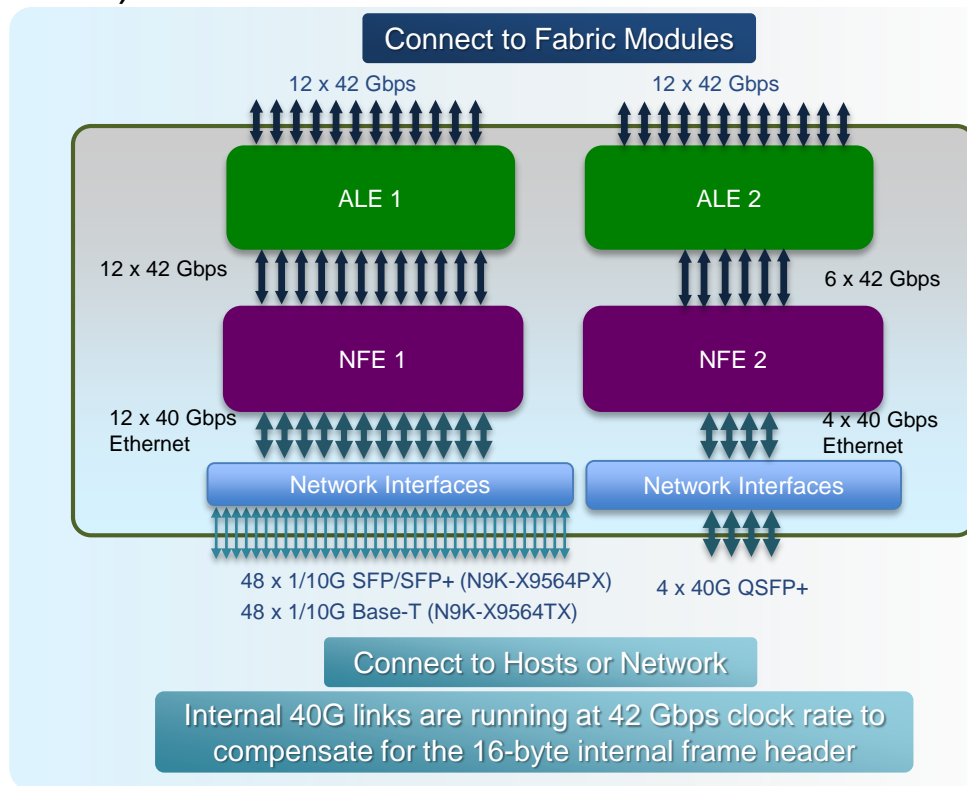 Connect to Fabric Modules
12 x 42 Gbps
12 x 42 Gbps
ALE 1
ALE 2
12 x 42 Gbps
6 x 42 Gbps
NFE 1
NFE 2
12 x 40 Gbps
Ethernet
4 x 40 Gbps
Ethernet
Network Interfaces
Network Interfaces
48 x 1/10G SFP/SFP+ (N9K-X9564PX)
48 x 1/10G Base-T (N9K-X9564TX)
4 x 40G QSFP+
Connect to Hosts or Network
Internal 40G links are running at 42 Gbps clock rate to
compensate for the 16-byte internal frame header